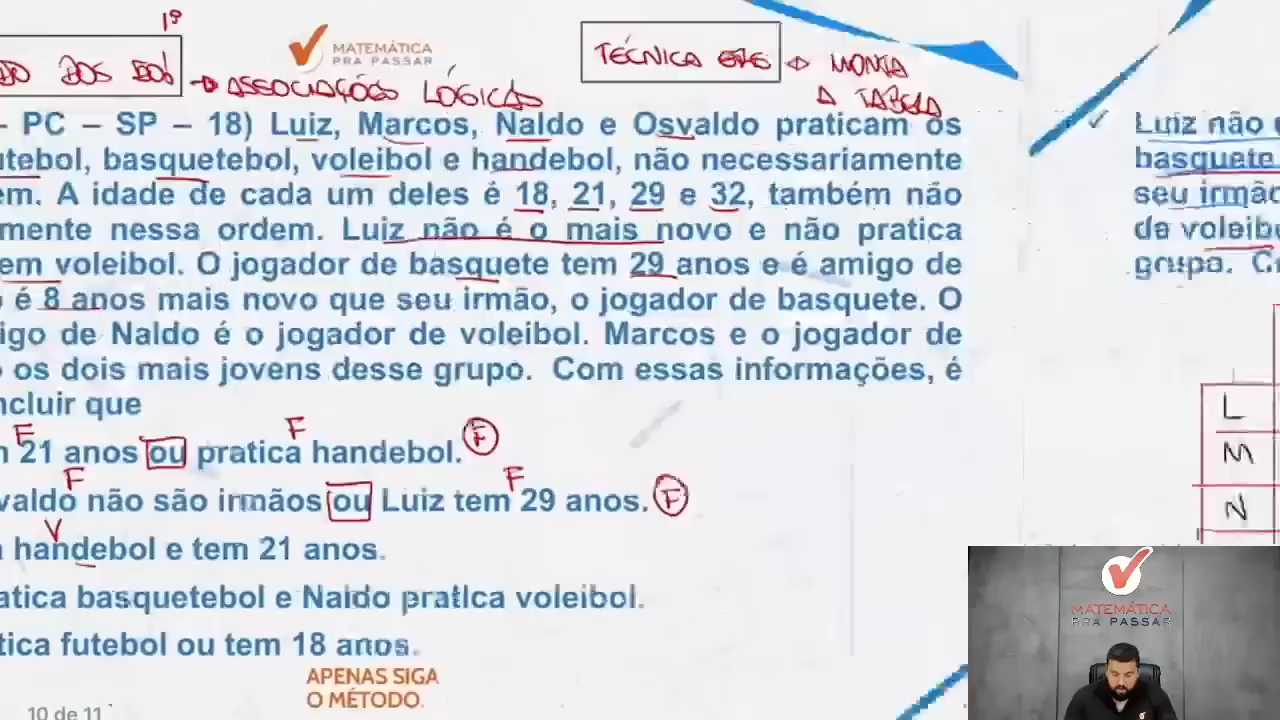 1º
DOS
→ ASSOCIAÇÕES LÓGICAS
MATEMÁTICA
PRA PASSAR
TÉCNICA
MONTA
A TABELA
– PC – SP – 18) Luiz, Marcos, Naldo e Osvaldo praticam os
utebol, basquetebol, voleibol e handebol, não necessariamente
em. A idade de cada um deles é 18, 21, 29 e 32, também não
mente nessa ordem. Luiz não é o mais novo e não pratica
em voleibol. O jogador de basquete tem 29 anos e é amigo de
o é 8 anos mais novo que seu irmão, o jogador de basquete. O
igo de Naldo é o jogador de voleibol. Marcos e o jogador de
o os dois mais jovens desse grupo. Com essas informações, é
ncluir que
F F F
m 21 anos ou pratica handebol.
F F F
valdo não são irmãos ou Luiz tem 29 anos.
V
a handebol e tem 21 anos.
atica basquetebol e Naldo pratica voleibol.
tica futebol ou tem 18 anos.
APENAS SIGA
O MÉTODO.
10 de 11
✓ Luiz não
basquete
seu irmão
de voleibo
grupo.
L
M
N
MATEMÁTICA
PRA PASSAR